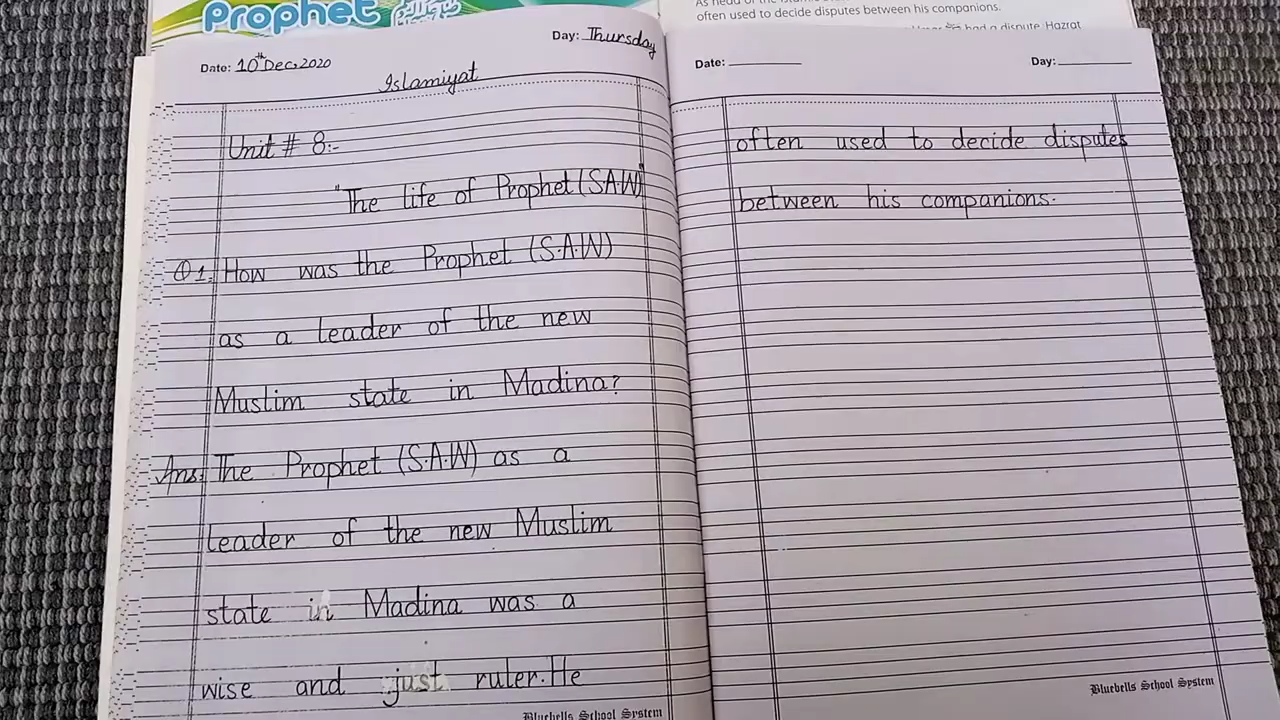 Prophet
As head of the Islamic
often used to decide disputes between his companions.
had a dispute, Hazrat
Day: Thursday
Date: 10th Dec, 2020
Islamiyat
Unit # 8:-
"The life of Prophet (S.A.W)"
Q1. How was the Prophet (S.A.W)
as a leader of the new
Muslim state in Madina?
Ans: The Prophet (S.A.W) as a
leader of the new Muslim
state in Madina was a
wise and just ruler. He
Bluebells School System
Date:
Day:
often used to decide disputes
between his companions.
Bluebells School System